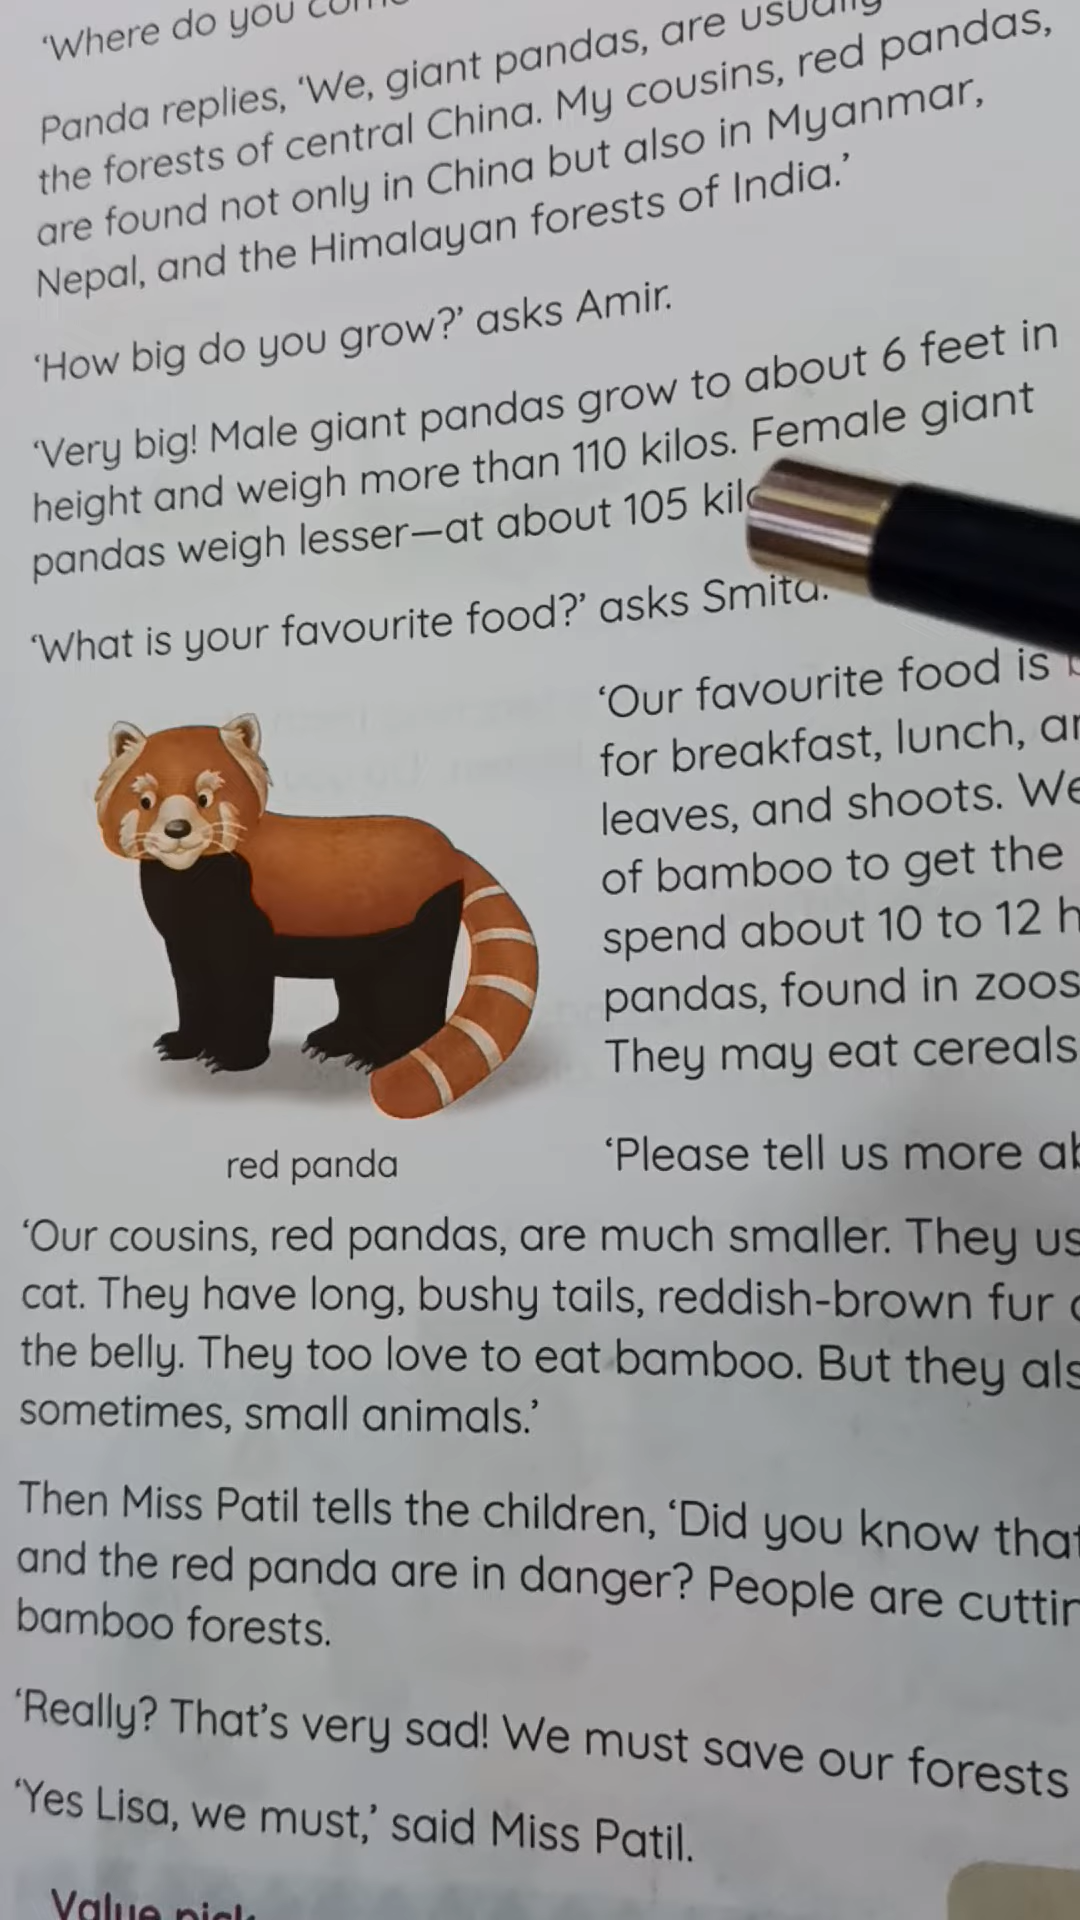 ‘Where do you
Panda replies, ‘We, giant pandas, are usually
the forests of central China. My cousins, red pandas,
are found not only in China but also in Myanmar,
Nepal, and the Himalayan forests of India.’
‘How big do you grow?’ asks Amir.
‘Very big! Male giant pandas grow to about 6 feet in
height and weigh more than 110 kilos. Female giant
pandas weigh lesser—at about 105
‘What is your favourite food?’ asks Smita.
‘Our favourite food is
for breakfast, lunch,
leaves, and shoots. We
of bamboo to get the
spend about 10 to 12
pandas, found in zoos
They may eat cereals
red panda
‘Please tell us more
‘Our cousins, red pandas, are much smaller. They
cat. They have long, bushy tails, reddish-brown fur
the belly. They too love to eat bamboo. But they
sometimes, small animals.’
Then Miss Patil tells the children, ‘Did you know that
and the red panda are in danger? People are
bamboo forests.
‘Really? That’s very sad! We must save our forests
‘Yes Lisa, we must,’ said Miss Patil.
Value